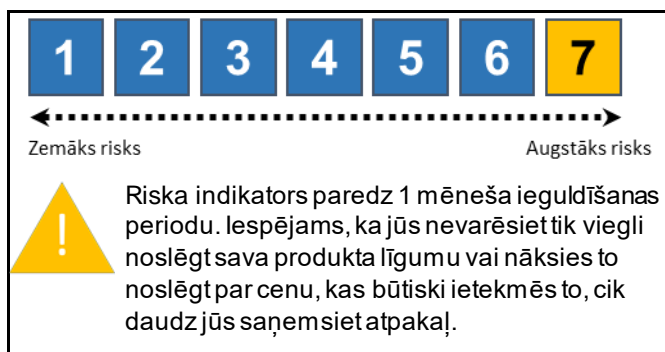 1 2 3 4 5 6 7
Zemāks risks Augstāks risks
!
Riska indikators paredz 1 mēneša ieguldīšanas
periodu. Iespējams, ka jūs nevarēsiet tik viegli
noslēgt sava produkta līgumu vai nāksies to
noslēgt par cenu, kas būtiski ietekmēs to, cik
daudz jūs saņemsiet atpakaļ.